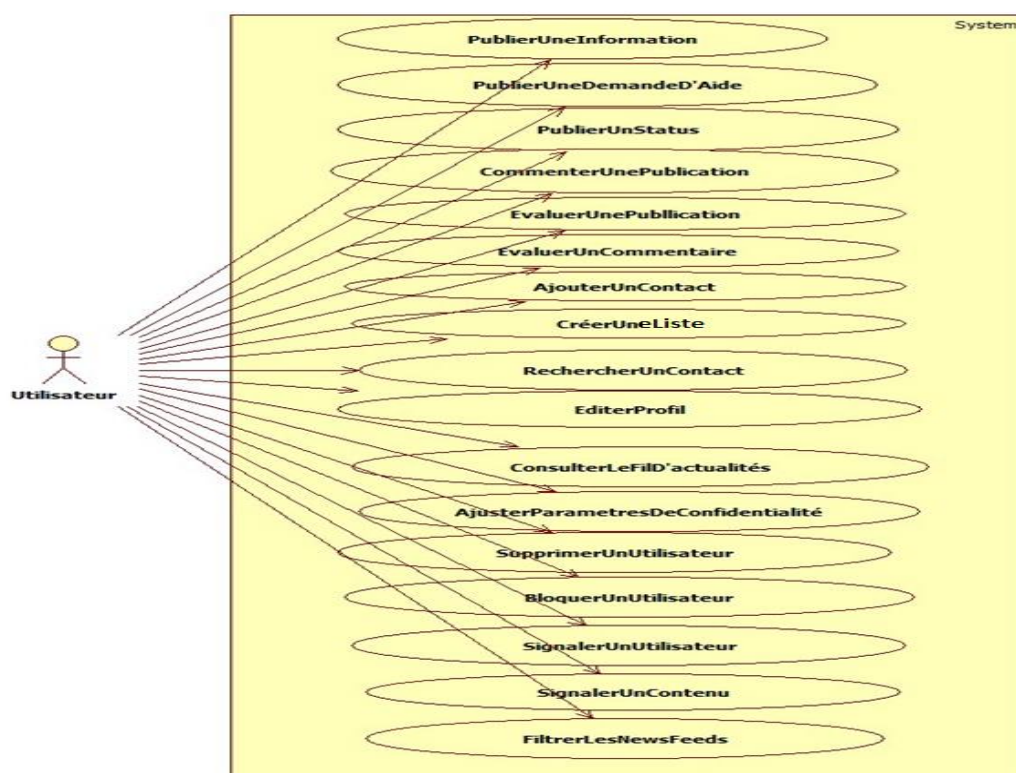 System
PublierUneInformation
PublierUneDemandeD'Aide
PublierUnStatus
CommenterUnePublication
EvaluerUnePubllication
EvaluerUnCommentaire
AjouterUnContact
CréerUneListe
RechercherUnContact
Utilisateur
EditerProfil
ConsulterLeFilD'actualités
AjusterParametresDeConfidentialité
SupprimerUnUtilisateur
BloquerUnUtilisateur
SignalerUnUtilisateur
SignalerUnContenu
FiltrerLesNewsFeeds